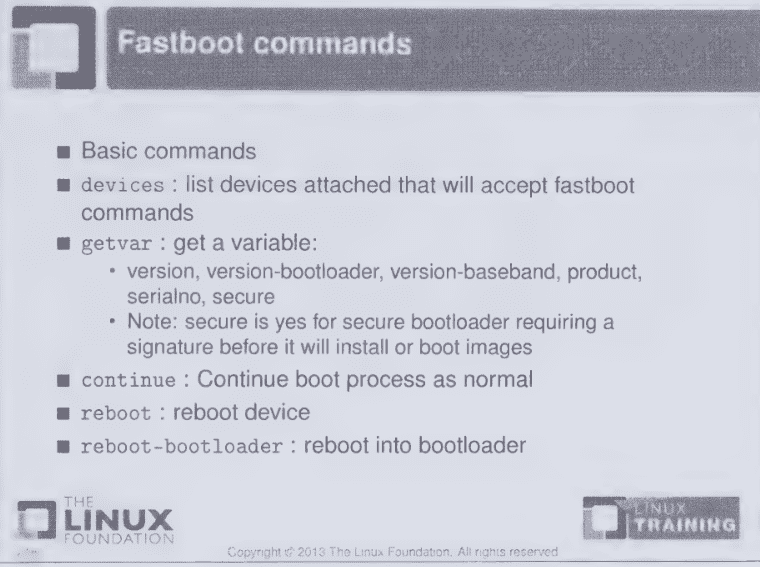 Fastboot commands
Basic commands
devices : list devices attached that will accept fastboot
commands
getvar : get a variable:
version, version-bootloader, version-baseband, product,
serialno, secure
Note: secure is yes for secure bootloader requiring a
signature before it will install or boot images
continue : Continue boot process as normal
reboot : reboot device
reboot-bootloader : reboot into bootloader
THE
LINUX
FOUNDATION
LINUX
TRAINING
Copyright © 2013 The Linux Foundation. All rights reserved